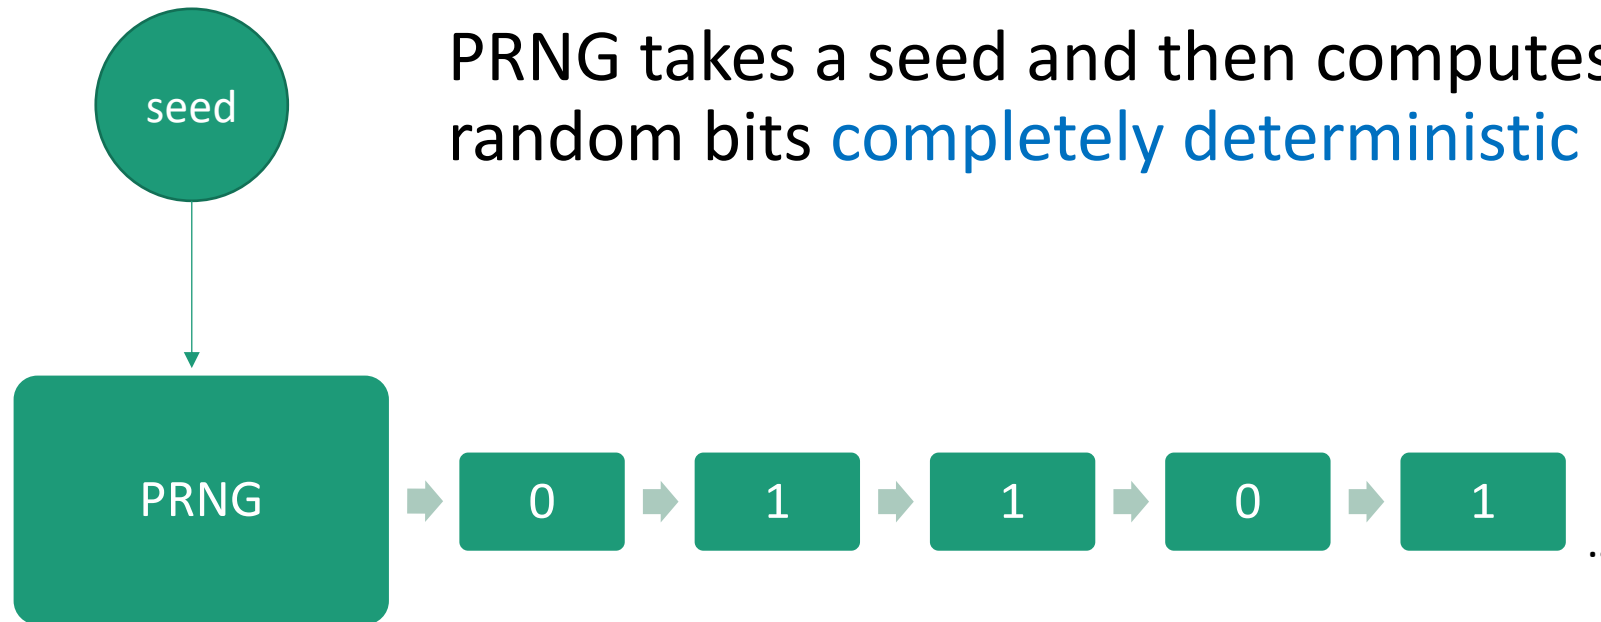 seed
PRNG takes a seed and then computes
random bits completely deterministic
PRNG
0
1
1
0
1
..